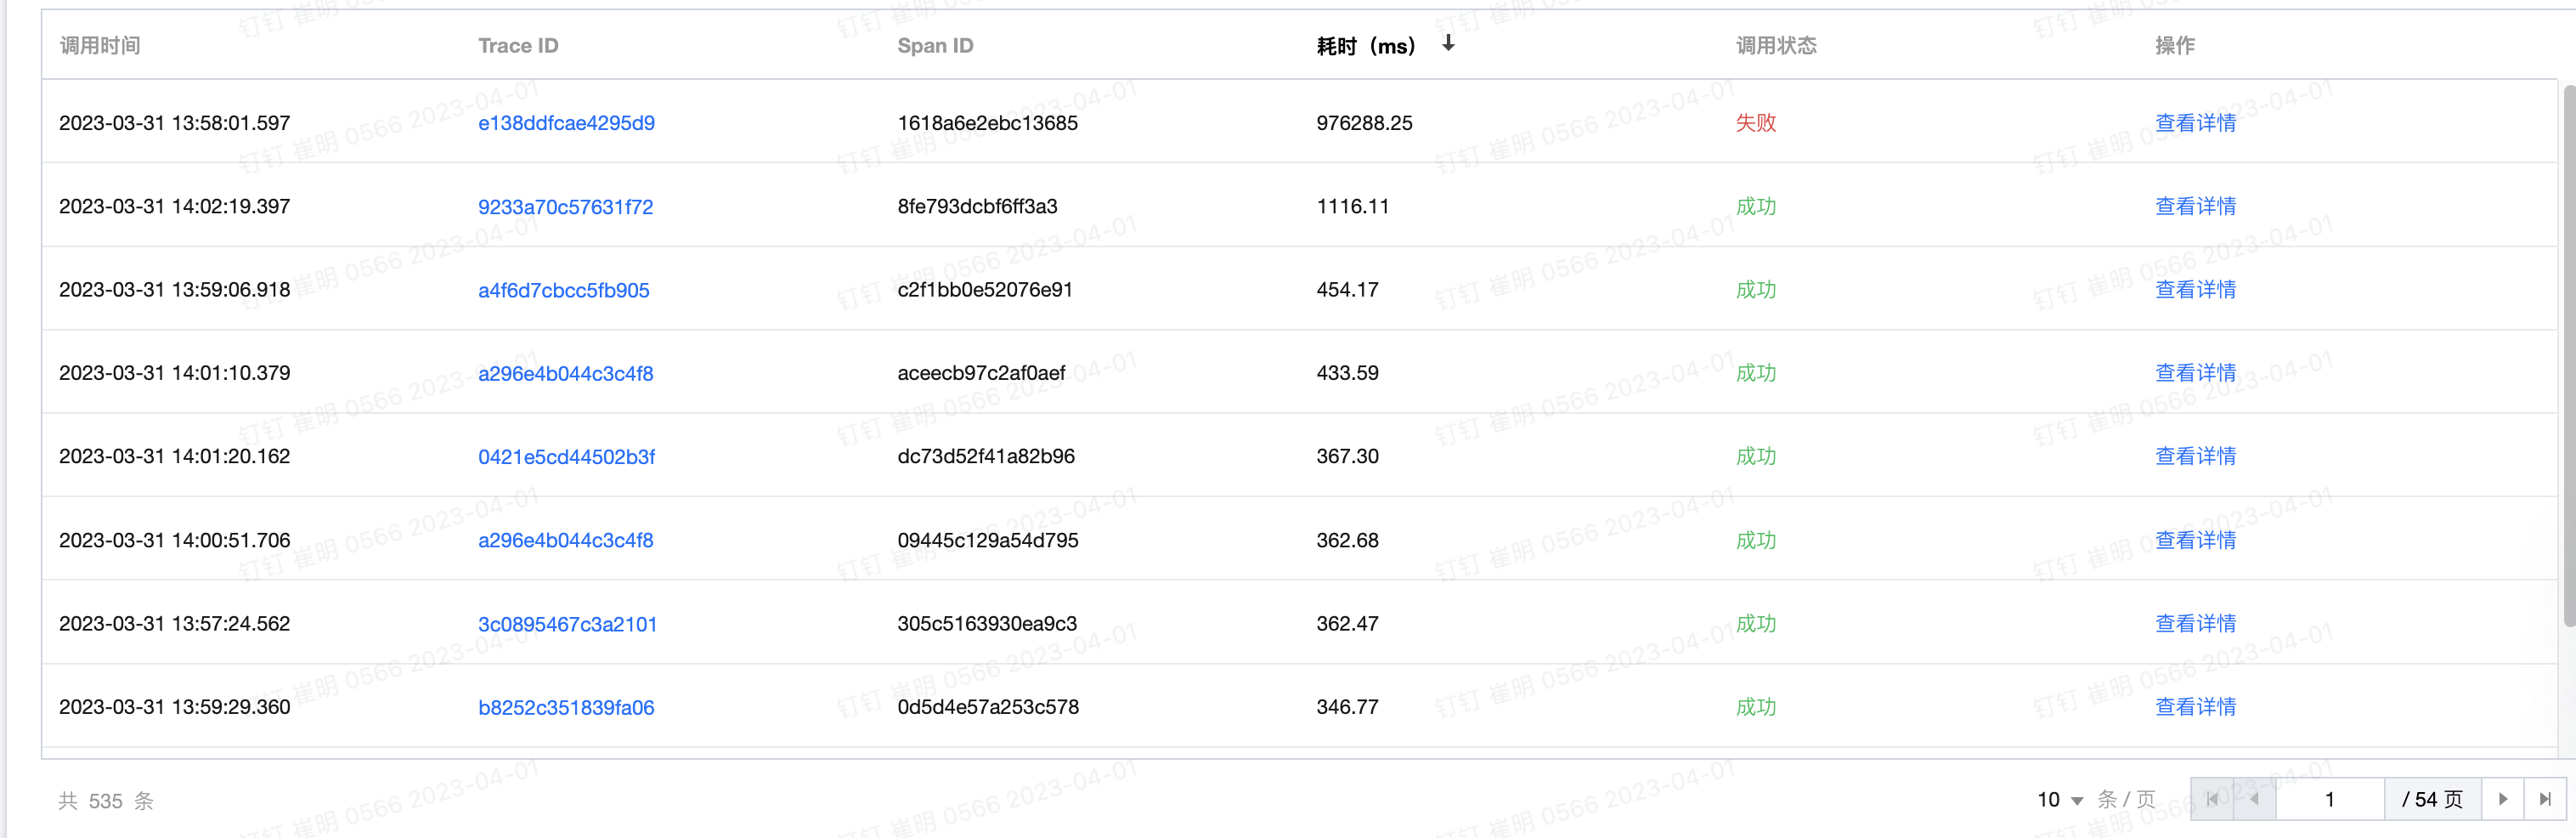 调用时间 Trace ID Span ID 耗时（ms） 调用状态 操作
2023-03-31 13:58:01.597 e138ddfcae4295d9 1618a6e2ebc13685 976288.25 失败 查看详情
2023-03-31 14:02:19.397 9233a70c57631f72 8fe793dcbf6ff3a3 1116.11 成功 查看详情
2023-03-31 13:59:06.918 a4f6d7cbcc5fb905 c2f1bb0e52076e91 454.17 成功 查看详情
2023-03-31 14:01:10.379 a296e4b044c3c4f8 aceecb97c2af0aef 433.59 成功 查看详情
2023-03-31 14:01:20.162 0421e5cd44502b3f dc73d52f41a82b96 367.30 成功 查看详情
2023-03-31 14:00:51.706 a296e4b044c3c4f8 09445c129a54d795 362.68 成功 查看详情
2023-03-31 13:57:24.562 3c0895467c3a2101 305c5163930ea9c3 362.47 成功 查看详情
2023-03-31 13:59:29.360 b8252c351839fa06 0d5d4e57a253c578 346.77 成功 查看详情
共 535 条 10 条 / 页 1 / 54 页
钉钉 崔明 0566 2023-04-01